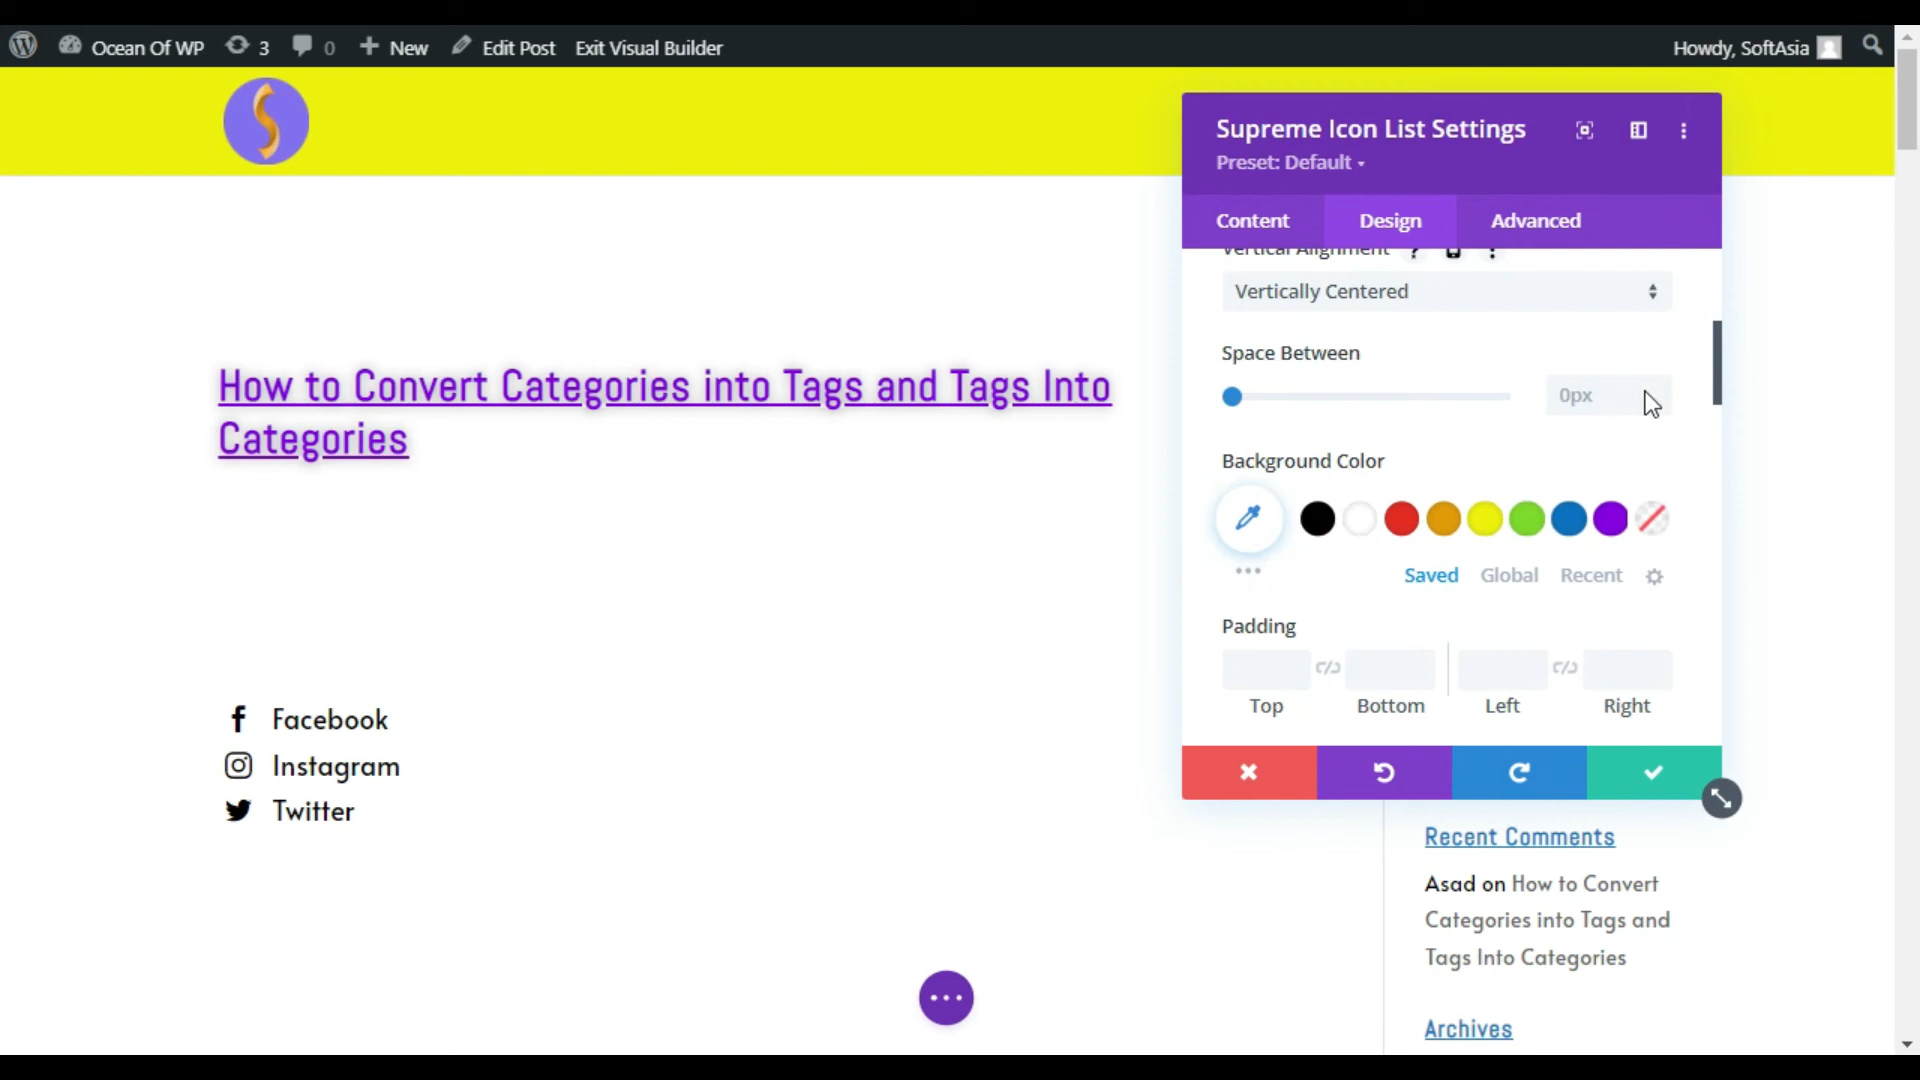 Ocean Of WP 3 0 New Edit Post Exit Visual Builder Howdy, SoftAsia
Supreme Icon List Settings
Preset: Default
Content Design Advanced
Vertical Alignment ?
Vertically Centered
Space Between
0px
Background Color
Saved Global Recent
Padding
Top Bottom Left Right
How to Convert Categories into Tags and Tags Into
Categories
Facebook
Instagram
Twitter
Recent Comments
Asad on How to Convert
Categories into Tags and
Tags Into Categories
Archives